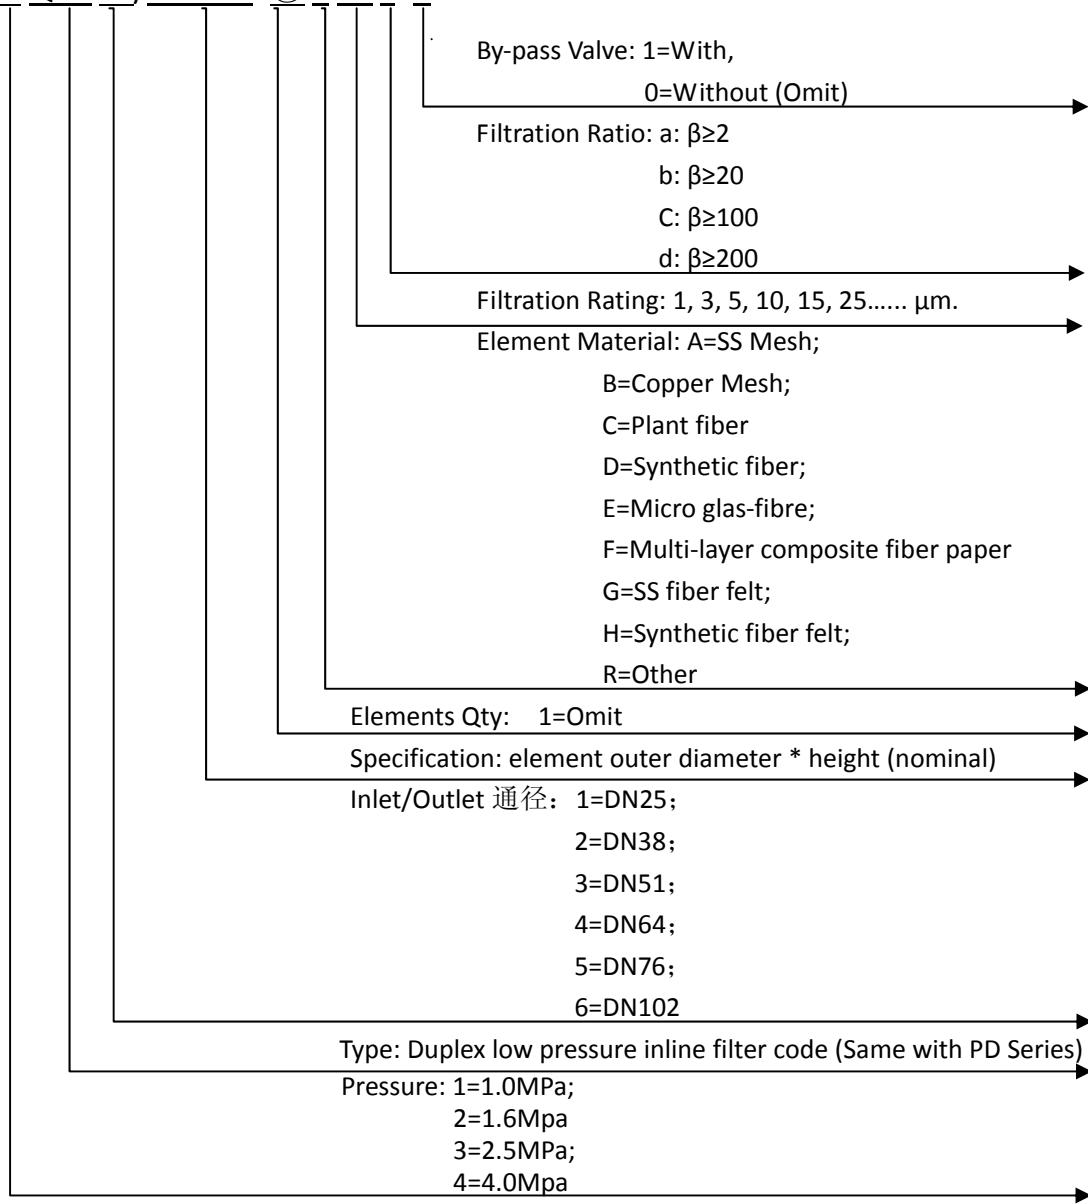 By-pass Valve: 1=With,
0=Without (Omit)
Filtration Ratio: a: β≥2
b: β≥20
C: β≥100
d: β≥200
Filtration Rating: 1, 3, 5, 10, 15, 25…... μm.
Element Material: A=SS Mesh;
B=Copper Mesh;
C=Plant fiber
D=Synthetic fiber;
E=Micro glas-fibre;
F=Multi-layer composite fiber paper
G=SS fiber felt;
H=Synthetic fiber felt;
R=Other
Elements Qty: 1=Omit
Specification: element outer diameter * height (nominal)
Inlet/Outlet 通径：1=DN25；
2=DN38；
3=DN51；
4=DN64；
5=DN76；
6=DN102
Type: Duplex low pressure inline filter code (Same with PD Series)
Pressure: 1=1.0MPa;
2=1.6Mpa
3=2.5MPa;
4=4.0Mpa